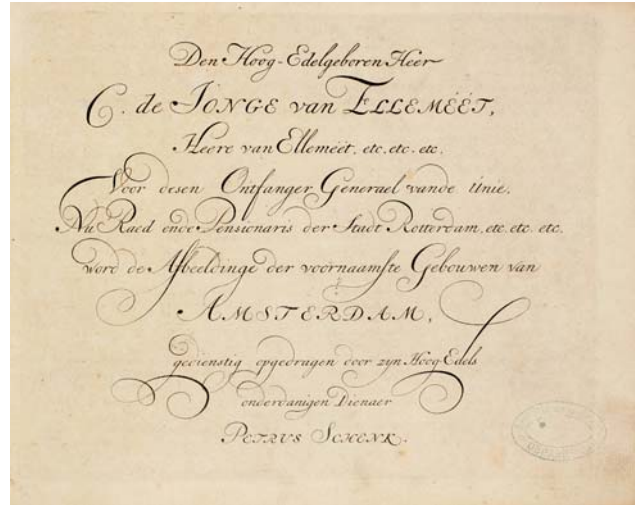 Den Hoog-Edelgeboren Heer
C. de JONGE van ELLEMÉÉT,
Heere van Elleméét, etc. etc. etc.
Voor desen Ontfanger Generael vande Unie,
Nu Raed ende Pensionaris der Stadt Rotterdam, etc. etc. etc.
word de Afbeeldinge der voornaamste Gebouwen van
AMSTERDAM,
gedienstig opgedragen door zyn Hoog Edels
onderdanigen Dienaer
PETRUS SCHENK.